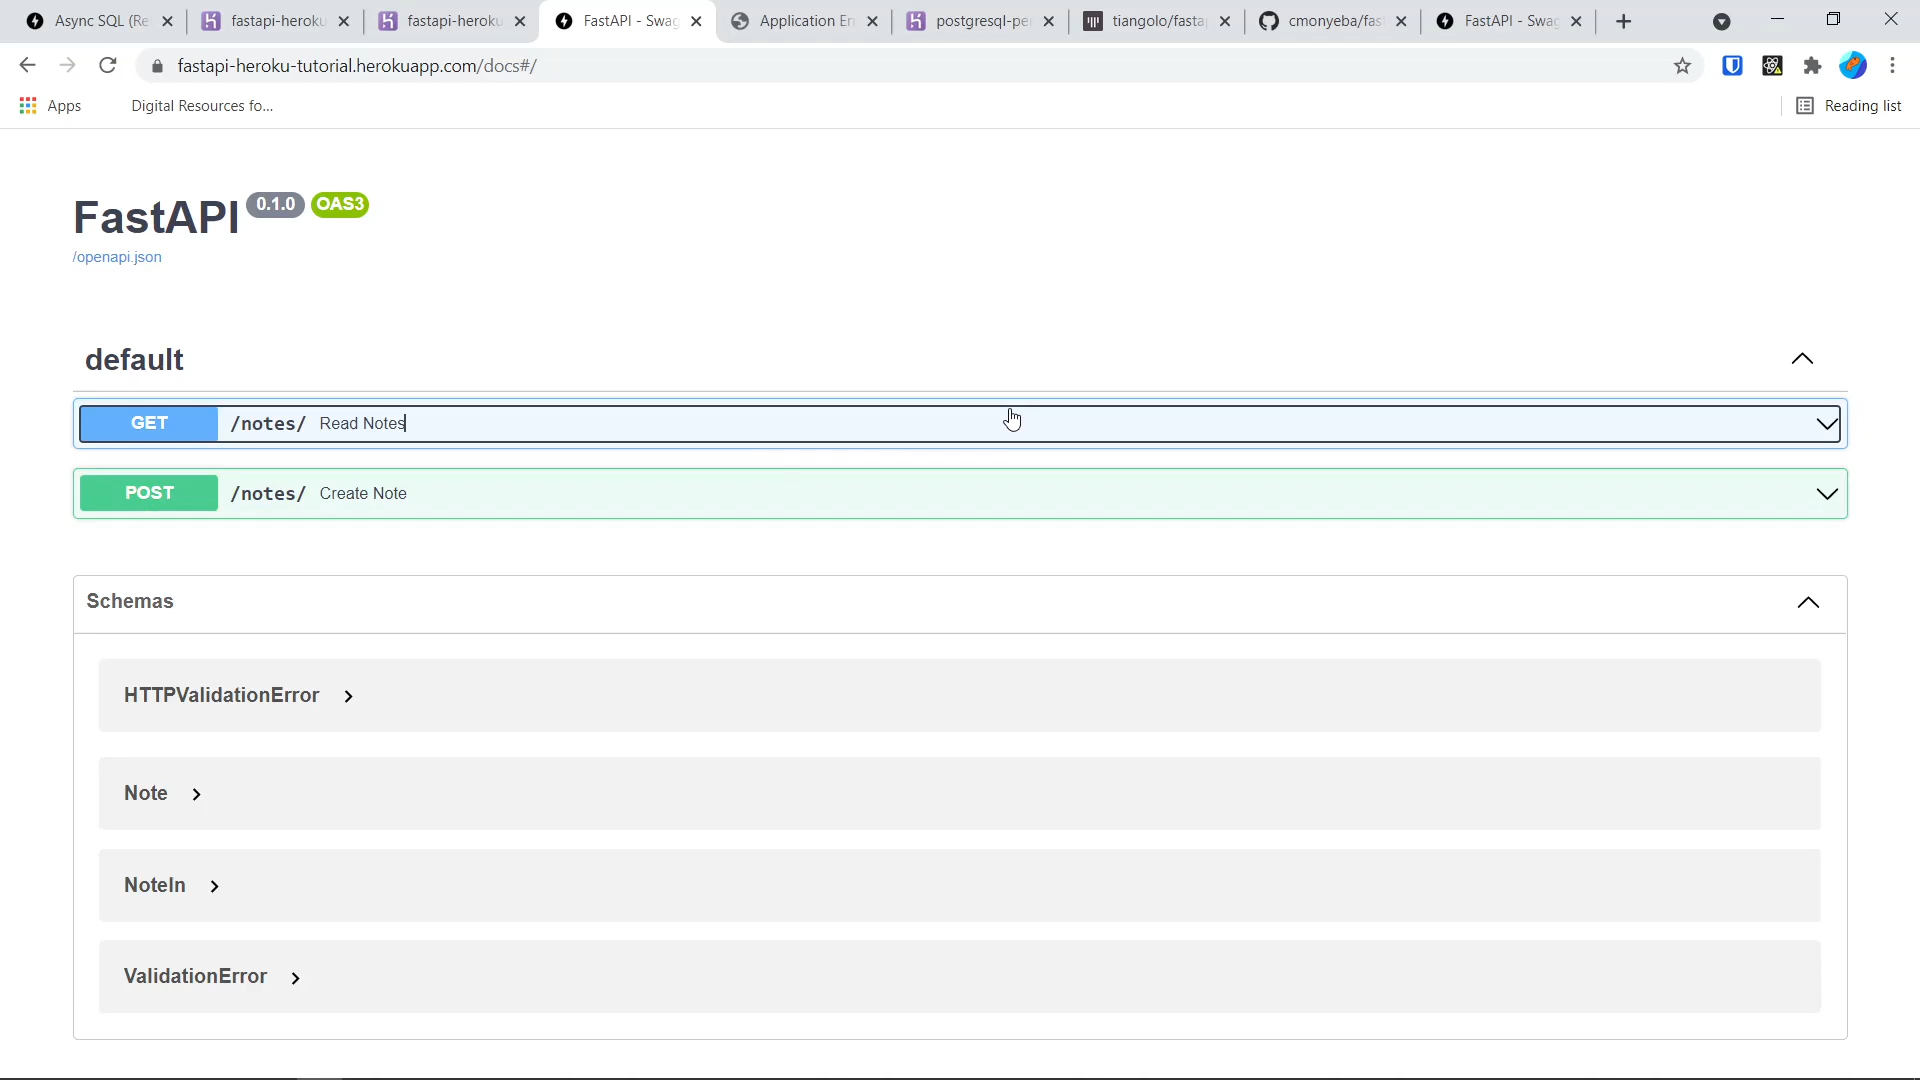 Async SQL (Re
fastapi-heroku
fastapi-heroku
FastAPI - Swag
Application Er
postgresql-pe
tiangolo/fasta
cmonyeba/fas
FastAPI - Swag
fastapi-heroku-tutorial.herokuapp.com/docs#/
Apps
Digital Resources fo...
Reading list
FastAPI 0.1.0 OAS3
/openapi.json
default
GET /notes/ Read Notes
POST /notes/ Create Note
Schemas
HTTPValidationError
Note
NoteIn
ValidationError